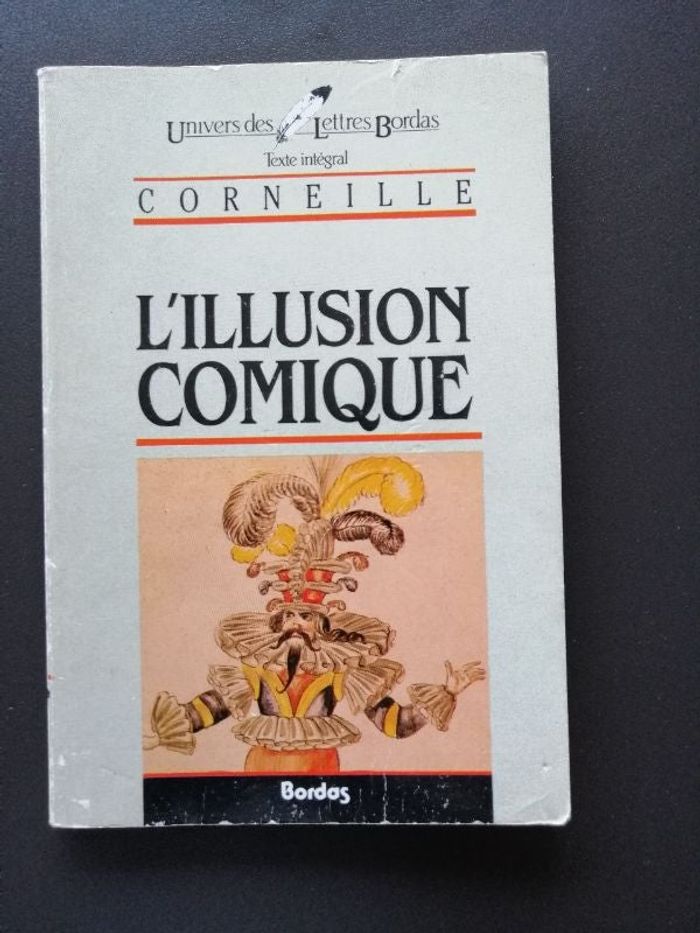 Univers des Lettres Bordas
Texte intégral
CORNEILLE
L'ILLUSION
COMIQUE
Bordas